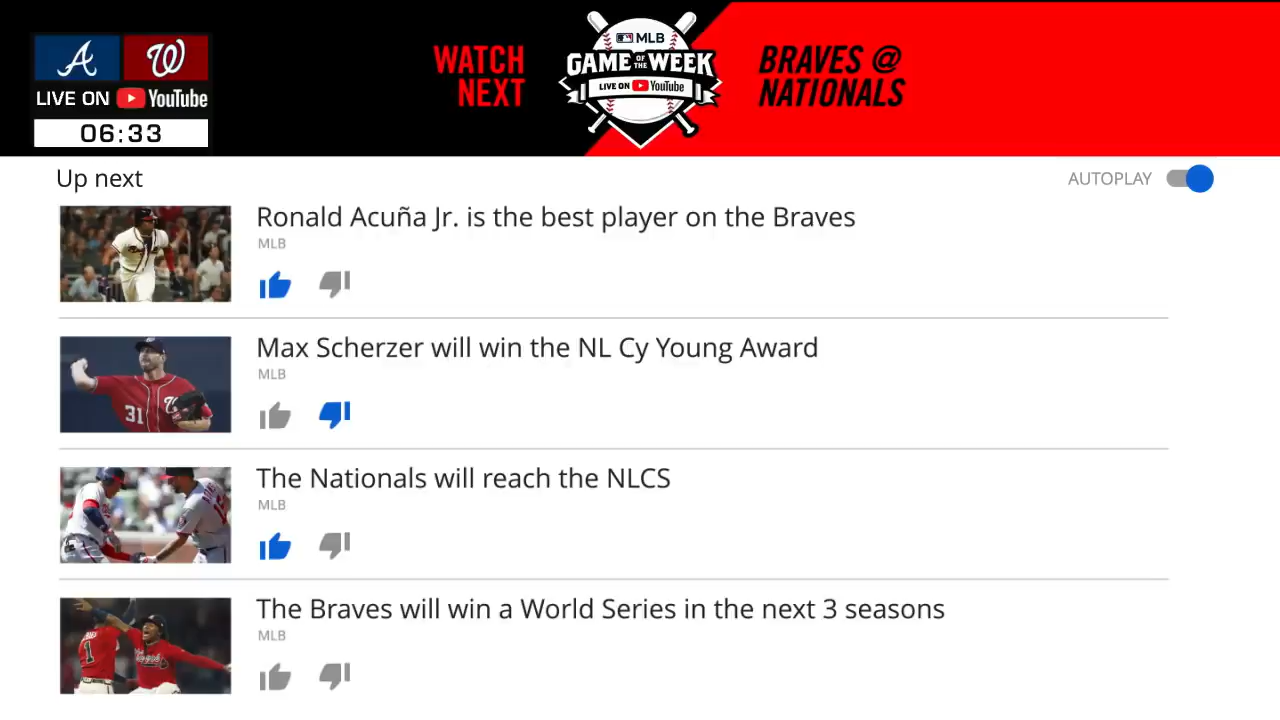 A W
LIVE ON YouTube
06:33
WATCH
NEXT
MLB
GAME OF THE WEEK
LIVE ON YouTube
BRAVES @
NATIONALS
Up next
AUTOPLAY
Ronald Acuña Jr. is the best player on the Braves
MLB
Max Scherzer will win the NL Cy Young Award
MLB
31
W
The Nationals will reach the NLCS
MLB
The Braves will win a World Series in the next 3 seasons
MLB
1